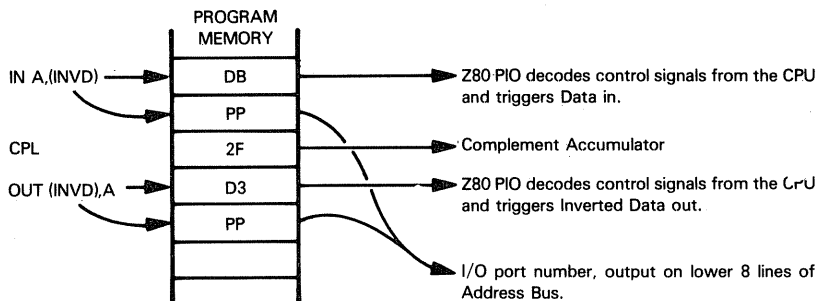 PROGRAM
MEMORY
IN A,(INVD)
DB
Z80 PIO decodes control signals from the CPU
and triggers Data in.
PP
CPL
2F
Complement Accumulator
OUT (INVD),A
D3
Z80 PIO decodes control signals from the CPU
and triggers Inverted Data out.
PP
I/O port number, output on lower 8 lines of
Address Bus.